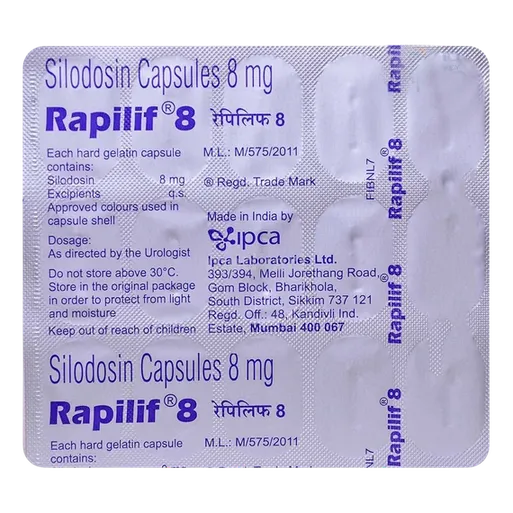 Silodosin Capsules 8 mg
Rapilif® 8 रेपिलिफ 8
Each hard gelatin capsule
contains:
Silodosin 8 mg
Excipients q.s.
Approved colours used in
capsule shell
Dosage:
As directed by the Urologist
Do not store above 30°C.
Store in the original package
in order to protect from light
and moisture
Keep out of reach of children
M.L.: M/575/2011
® Regd. Trade Mark
Made in India by
ipca
Ipca Laboratories Ltd.
393/394, Melli Jorethang Road,
Gom Block, Bharikhola,
South District, Sikkim 737 121
Regd. Off.: 48, Kandivli Ind.
Estate, Mumbai 400 067
FIBNL7
Rapilif 8
Rapilif 8
Rapilif 8
Silodosin Capsules 8 mg
Rapilif® 8 रेपिलिफ 8
Each hard gelatin capsule
contains:
M.L.: M/575/2011
NL7
Rapilif 8